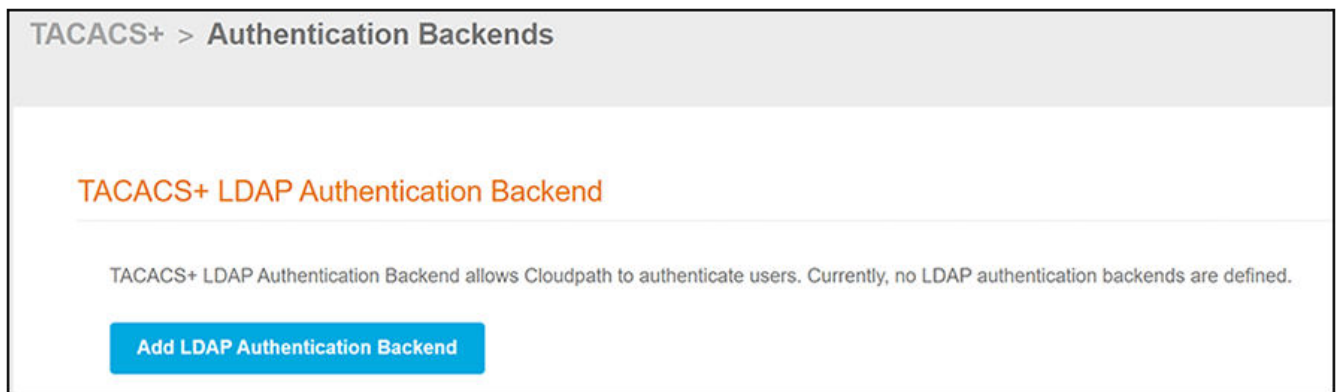 TACACS+ > Authentication Backends
TACACS+ LDAP Authentication Backend
TACACS+ LDAP Authentication Backend allows Cloudpath to authenticate users. Currently, no LDAP authentication backends are defined.
Add LDAP Authentication Backend